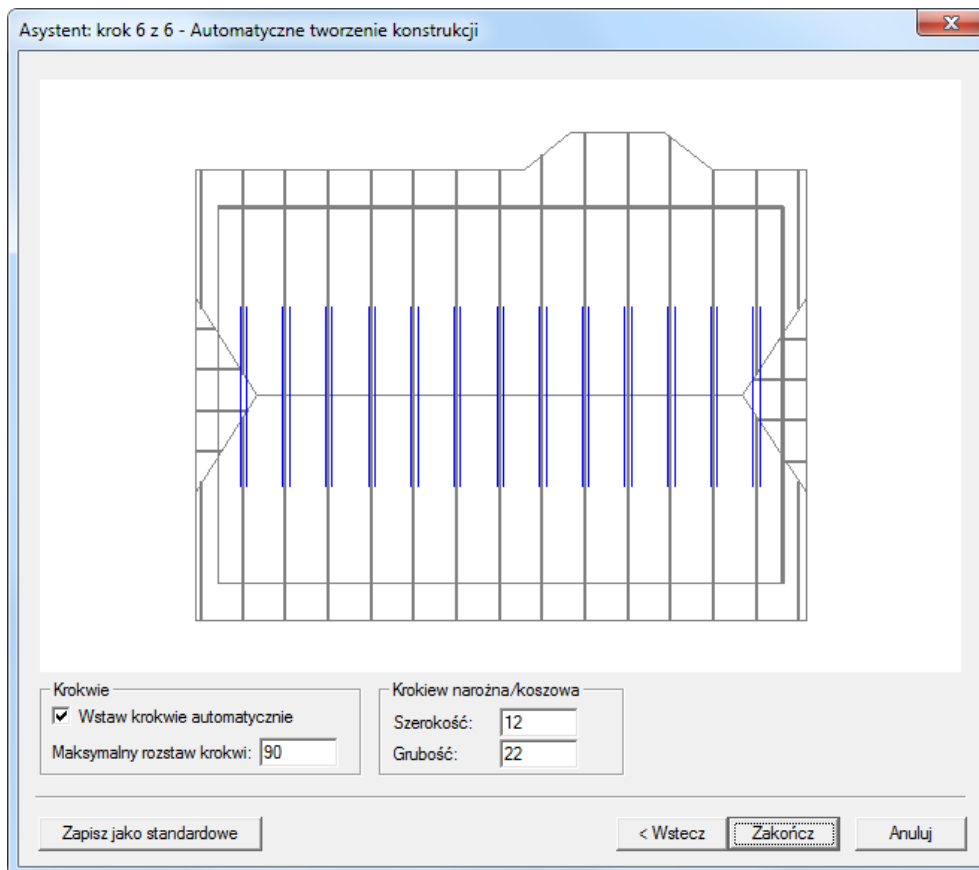 Asystent: krok 6 z 6 - Automatyczne tworzenie konstrukcji
Krokwie
Wstaw krokwie automatycznie
Maksymalny rozstaw krokwi: 90
Krokiew narożna/koszowa
Szerokość: 12
Grubość: 22
Zapisz jako standardowe
< Wstecz
Zakończ
Anuluj